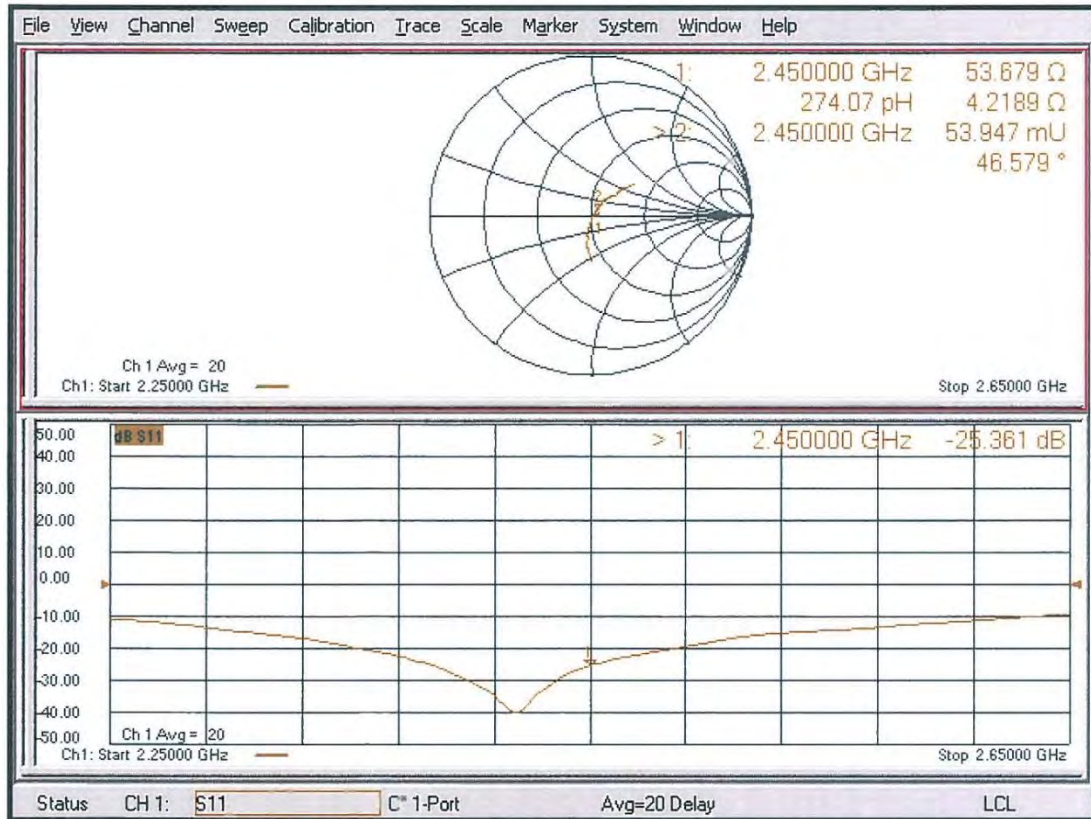 File View Channel Sweep Calibration Trace Scale Marker System Window Help
1: 2.450000 GHz 53.679 Ω
274.07 pH 4.2189 Ω
> 2: 2.450000 GHz 53.947 mU
46.579 °
2
1
Ch 1 Avg = 20
Ch1: Start 2.25000 GHz Stop 2.65000 GHz
50.00 dB S11 > 1: 2.450000 GHz -25.361 dB
40.00
30.00
20.00
10.00
0.00
-10.00
-20.00
1
-30.00
-40.00
-50.00 Ch 1 Avg = 20
Ch1: Start 2.25000 GHz Stop 2.65000 GHz
Status CH 1: S11 C* 1-Port Avg=20 Delay LCL